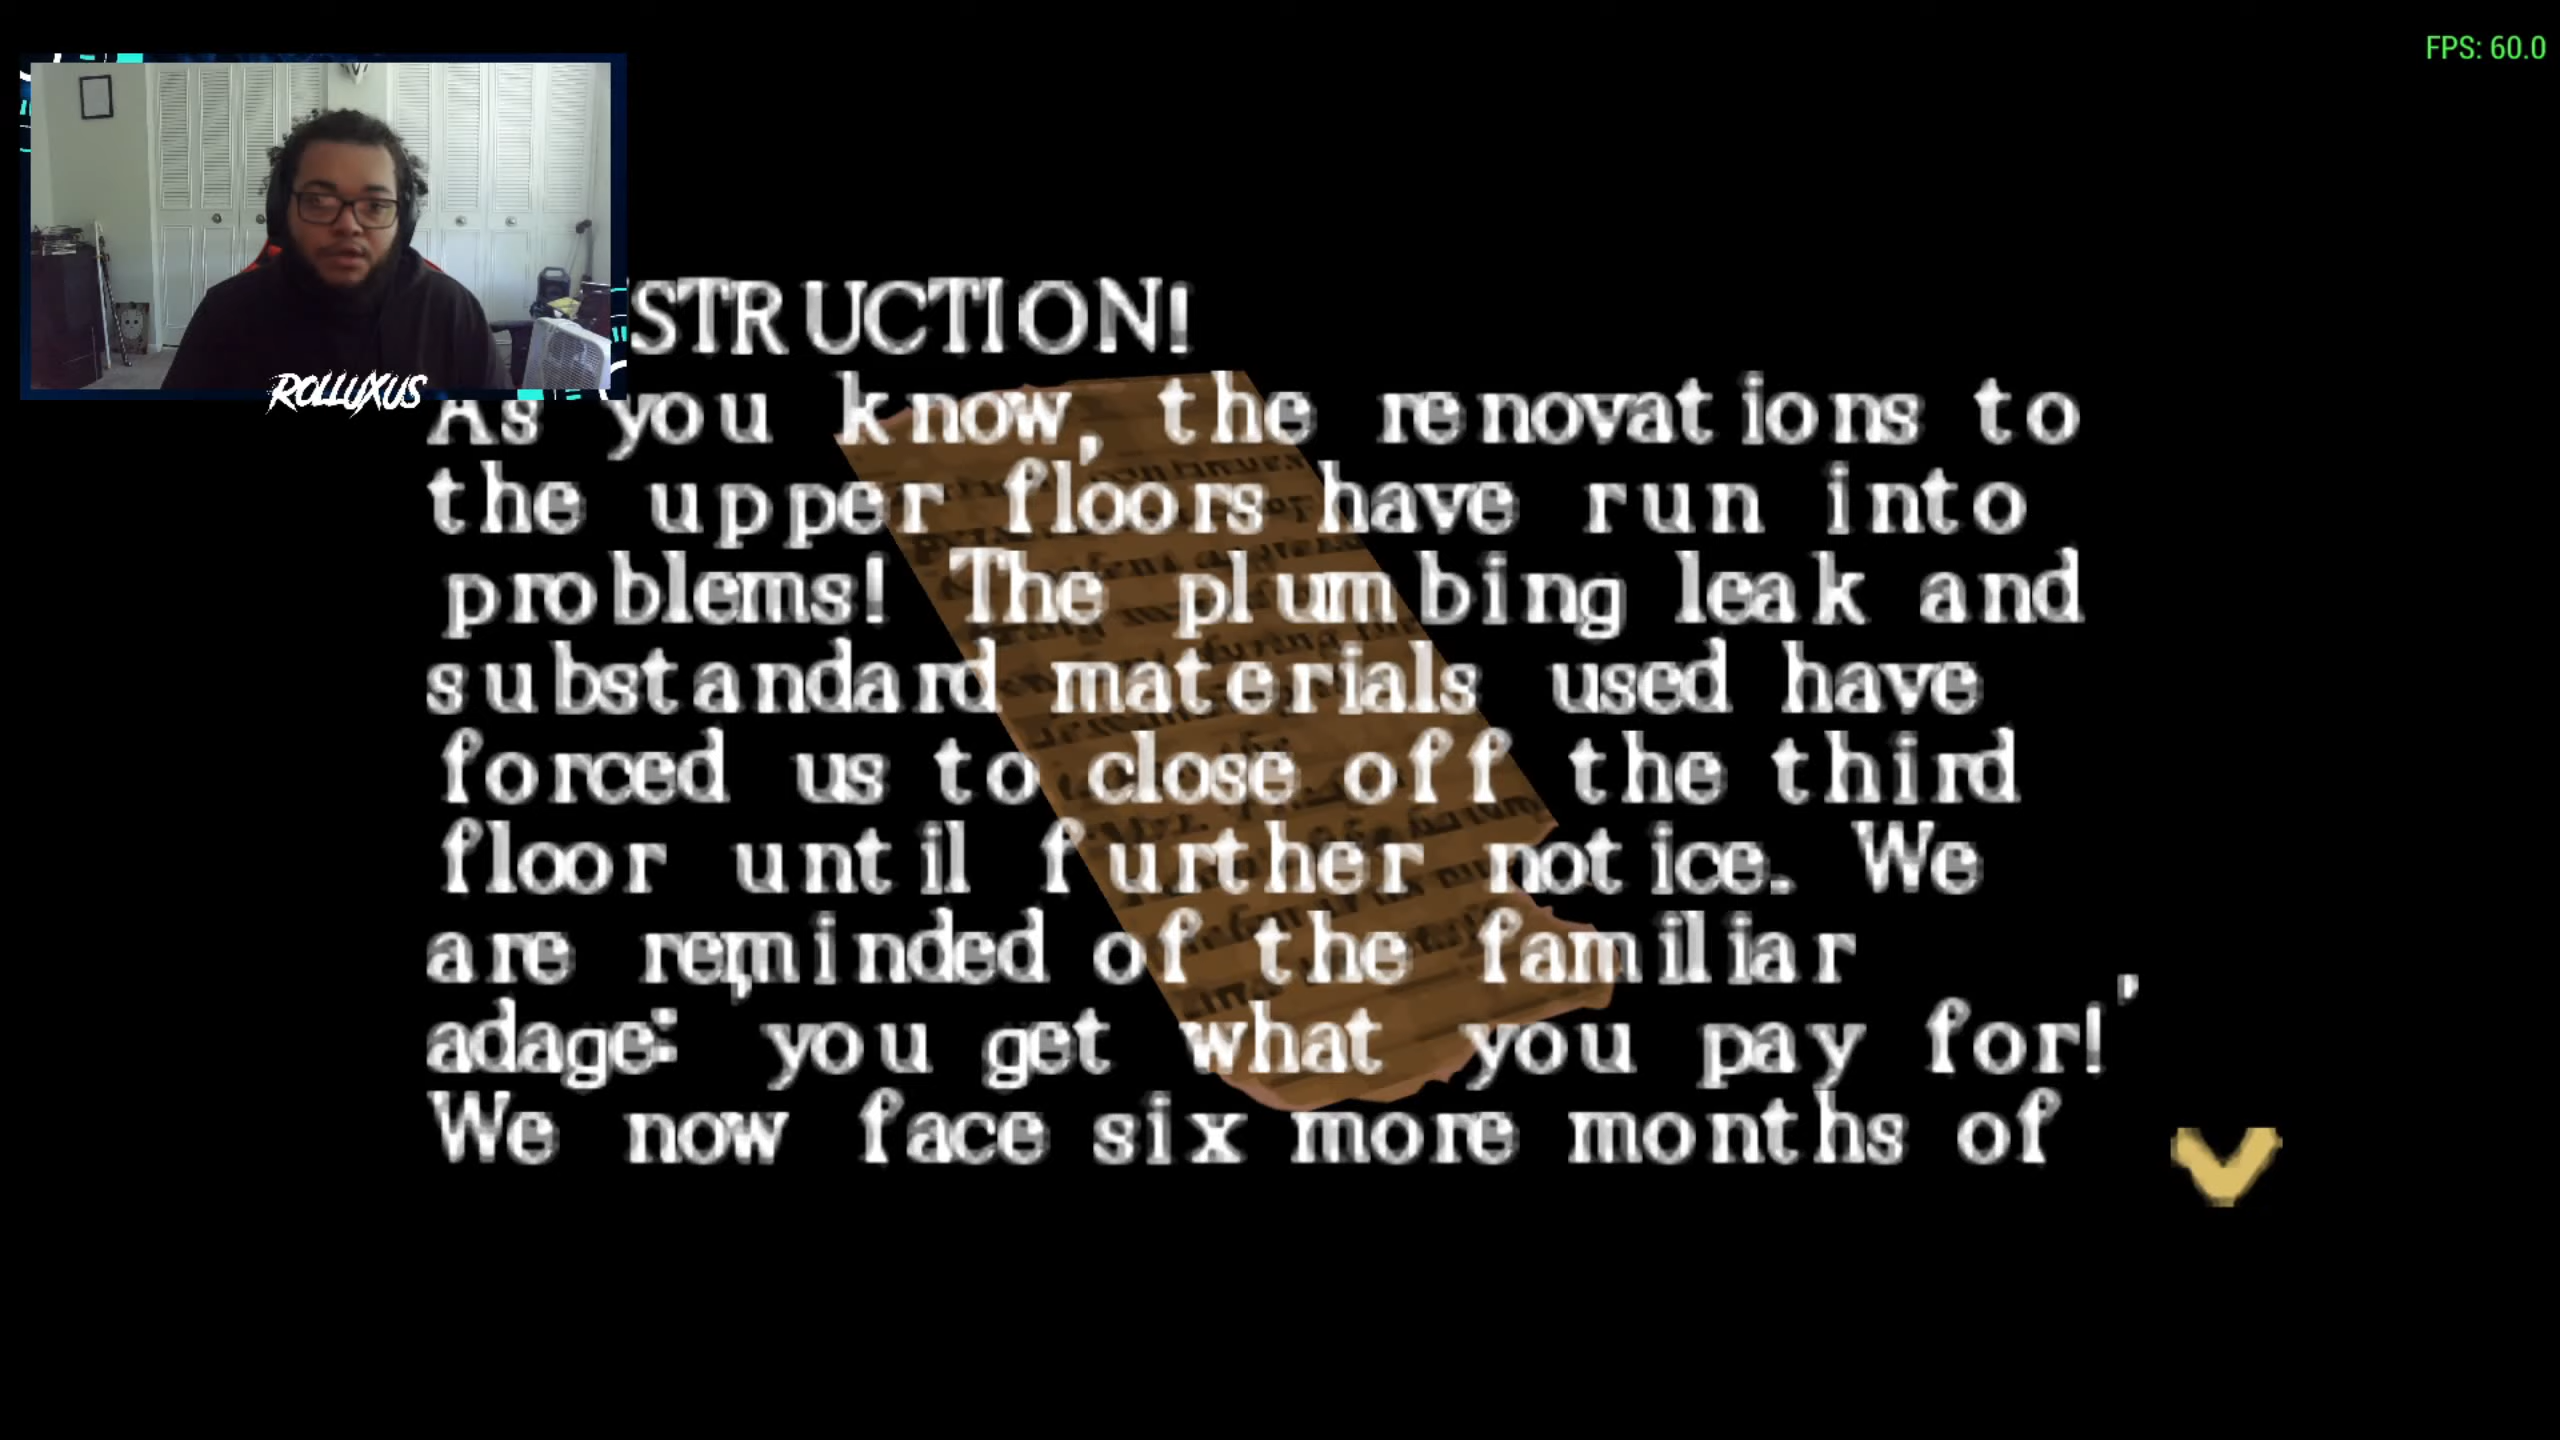 FPS: 60.0
ROLLUXUS
STRUCTION!
As you know, the renovations to
the upper floors have run into
problems! The plumbing leak and
substandard materials used have
forced us to close off the third
floor until further notice. We
are reminded of the familiar
adage: 'you get what you pay for!'
We now face six more months of